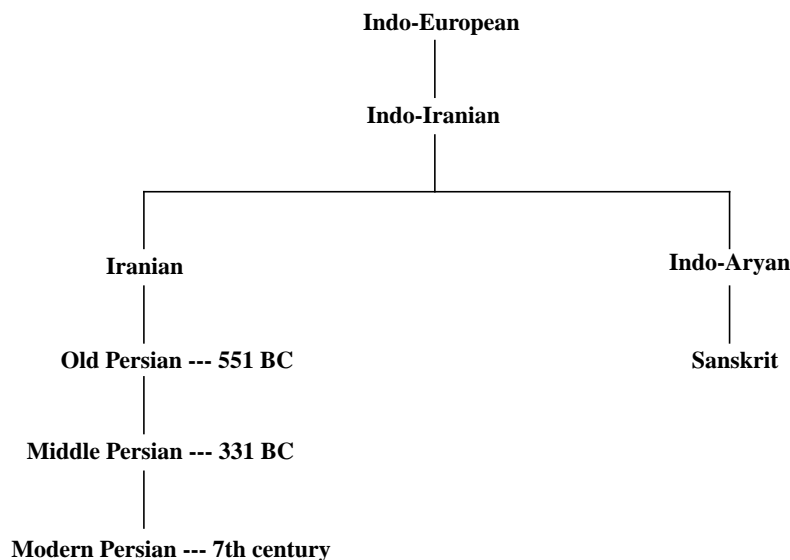 Indo-European
Indo-Iranian
Iranian
Indo-Aryan
Old Persian --- 551 BC
Sanskrit
Middle Persian --- 331 BC
Modern Persian --- 7th century